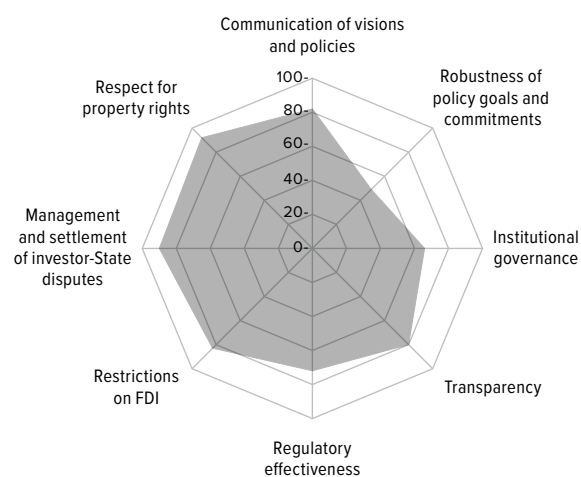 Communication of visions
and policies
Robustness of
policy goals and
commitments
Respect for
property rights
100-
80-
60-
40-
20-
0-
Management
and settlement
of investor-State
disputes
Institutional
governance
Restrictions
on FDI
Transparency
Regulatory
effectiveness